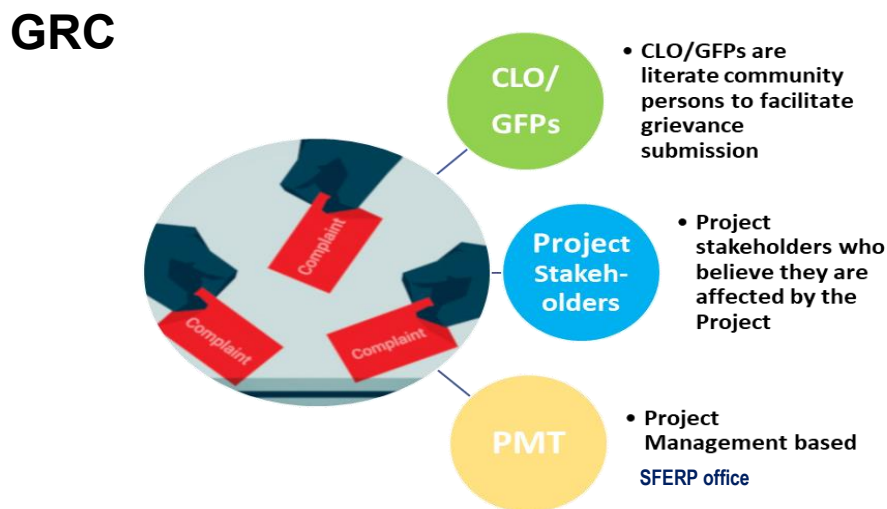 GRC
CLO/
GFPs
• CLO/GFPs are
literate community
persons to facilitate
grievance
submission
Complaint
Complaint
Complaint
Project
Stakeh-
olders
• Project
stakeholders who
believe they are
affected by the
Project
PMT
• Project
Management based
SFERP office